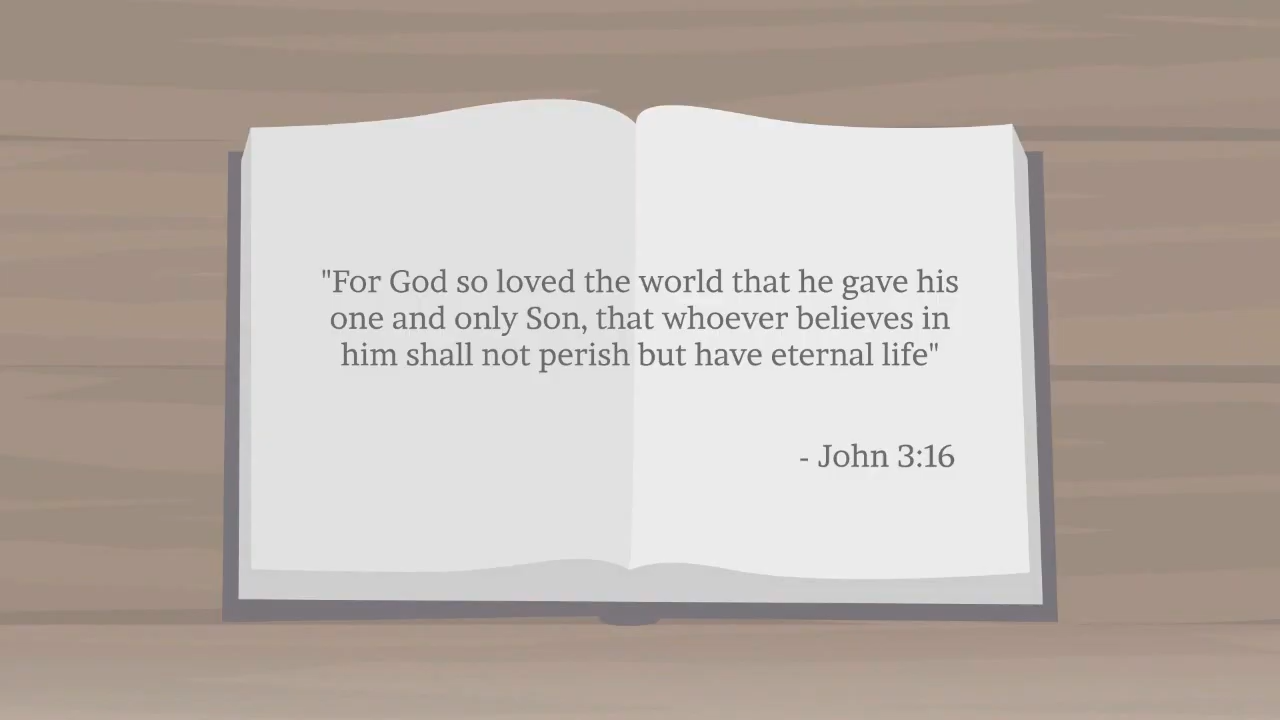 "For God so loved the world that he gave his
one and only Son, that whoever believes in
him shall not perish but have eternal life"
- John 3:16